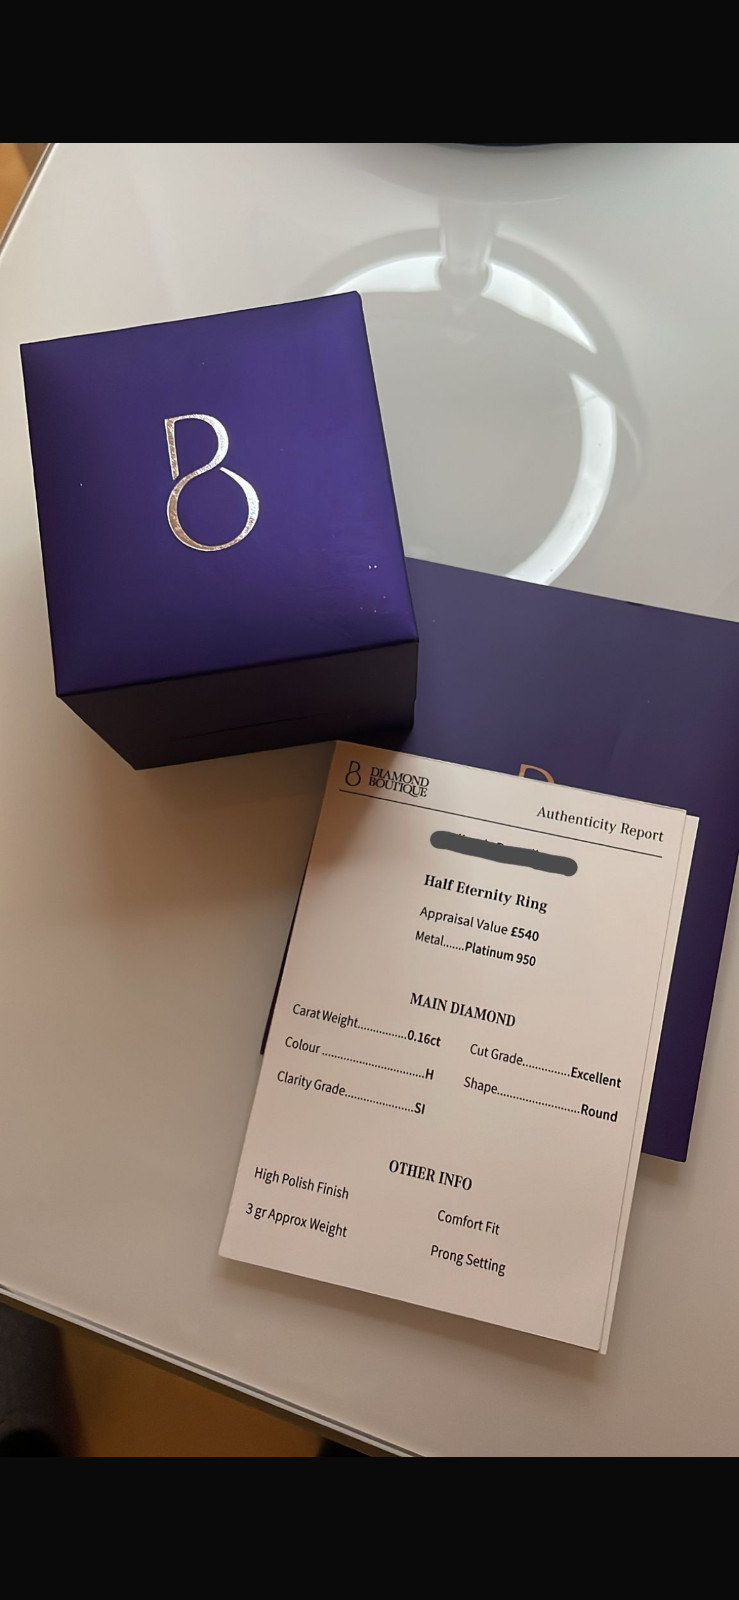 DIAMOND
BOUTIQUE
Authenticity Report
Half Eternity Ring
Appraisal Value £540
Metal.......Platinum 950
MAIN DIAMOND
Carat Weight...............0.16ct
Colour ................................H
Clarity Grade.....................SI
Cut Grade..............Excellent
Shape.........................Round
OTHER INFO
High Polish Finish
3 gr Approx Weight
Comfort Fit
Prong Setting